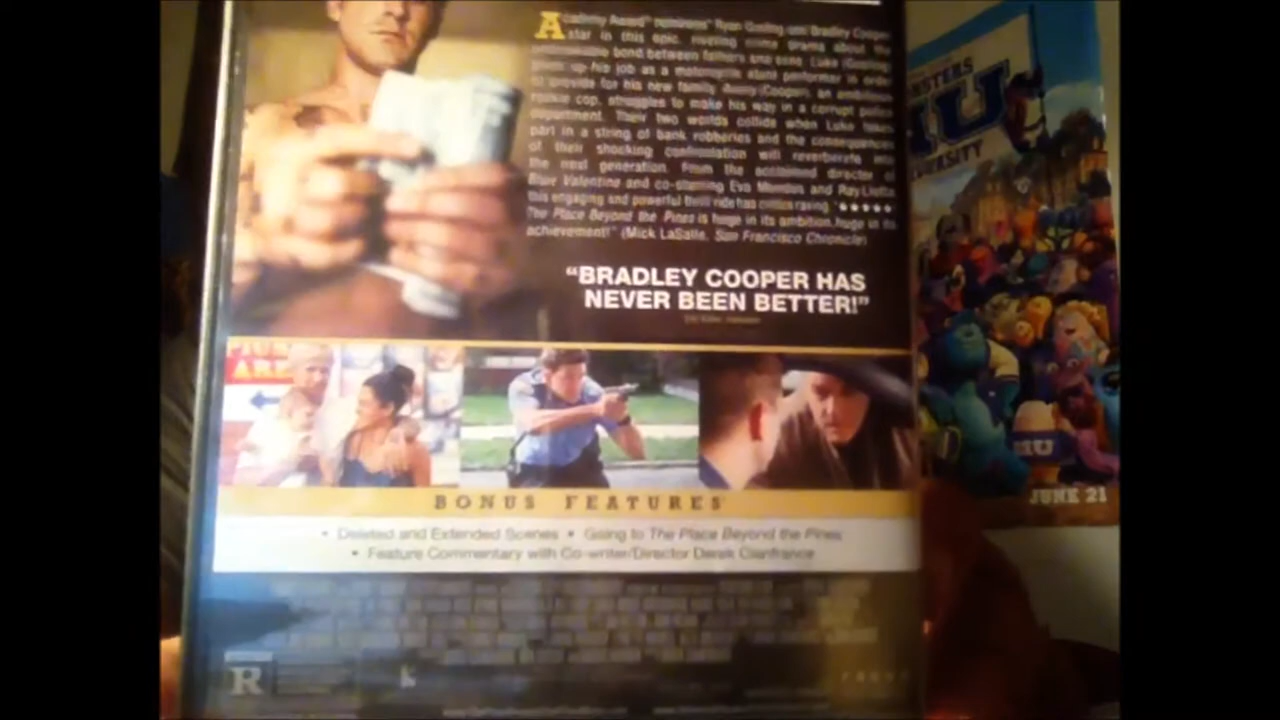 Academy Award® nominees Ryan Gosling and Bradley Cooper
star in this epic, riveting crime drama about the
unbreakable bond between fathers and sons. Luke (Gosling)
gives up his job as a motorcycle stunt performer in order
to provide for his new family. Avery (Cooper), an ambitious
rookie cop, struggles to make his way in a corrupt police
department. Their two worlds collide when Luke takes
part in a string of bank robberies and the consequences
of their shocking confrontation will reverberate into
the next generation. From the acclaimed director of
Blue Valentine and co-starring Eva Mendes and Ray Liotta
this engaging and powerful thrill ride has critics raving. "★★★★★
The Place Beyond the Pines is huge in its ambition, huge in its
achievement!" (Mick LaSalle, San Francisco Chronicle)
"BRADLEY COOPER HAS
NEVER BEEN BETTER!"
BONUS FEATURES
• Deleted and Extended Scenes • Going to The Place Beyond the Pines
• Feature Commentary with Co-writer/Director Derek Cianfrance
R
MU
MU
JUNE 21